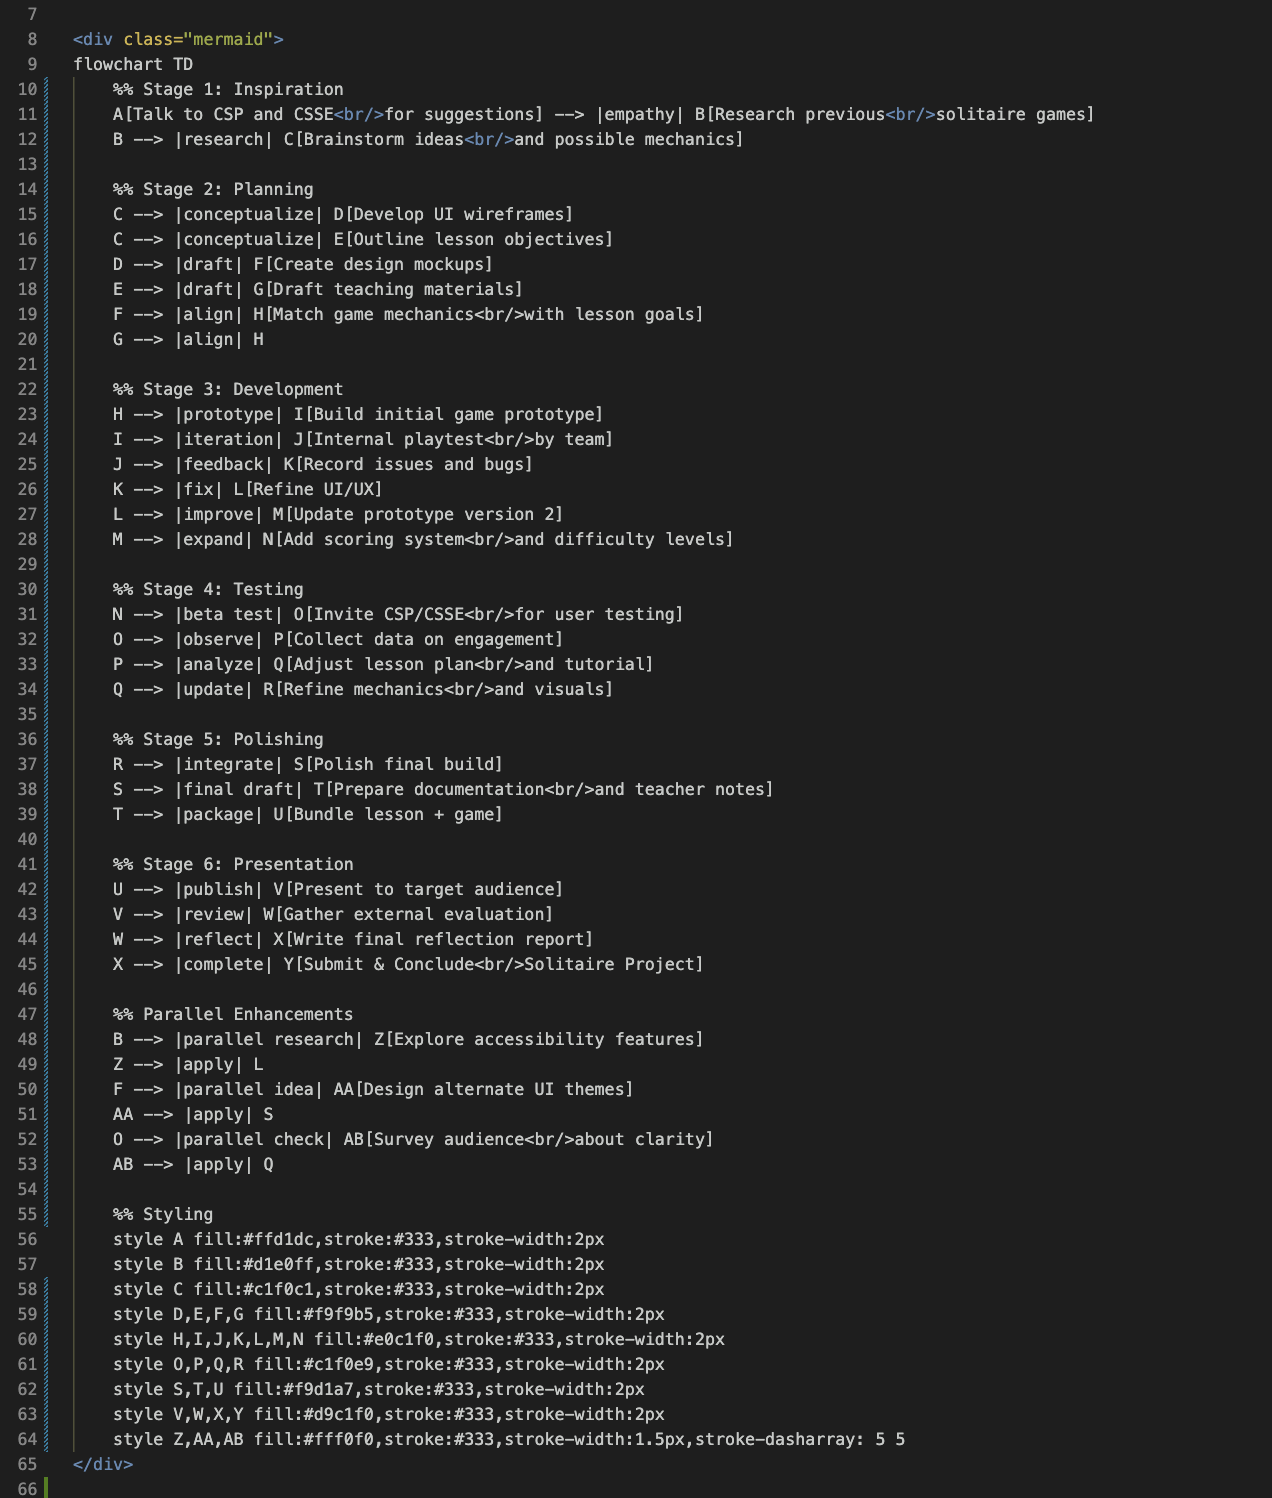 7
8 <div class="mermaid">
9 flowchart TD
10 %% Stage 1: Inspiration
11 A[Talk to CSP and CSSE<br/>for suggestions] --> |empathy| B[Research previous<br/>solitaire games]
12 B --> |research| C[Brainstorm ideas<br/>and possible mechanics]
13
14 %% Stage 2: Planning
15 C --> |conceptualize| D[Develop UI wireframes]
16 C --> |conceptualize| E[Outline lesson objectives]
17 D --> |draft| F[Create design mockups]
18 E --> |draft| G[Draft teaching materials]
19 F --> |align| H[Match game mechanics<br/>with lesson goals]
20 G --> |align| H
21
22 %% Stage 3: Development
23 H --> |prototype| I[Build initial game prototype]
24 I --> |iteration| J[Internal playtest<br/>by team]
25 J --> |feedback| K[Record issues and bugs]
26 K --> |fix| L[Refine UI/UX]
27 L --> |improve| M[Update prototype version 2]
28 M --> |expand| N[Add scoring system<br/>and difficulty levels]
29
30 %% Stage 4: Testing
31 N --> |beta test| O[Invite CSP/CSSE<br/>for user testing]
32 O --> |observe| P[Collect data on engagement]
33 P --> |analyze| Q[Adjust lesson plan<br/>and tutorial]
34 Q --> |update| R[Refine mechanics<br/>and visuals]
35
36 %% Stage 5: Polishing
37 R --> |integrate| S[Polish final build]
38 S --> |final draft| T[Prepare documentation<br/>and teacher notes]
39 T --> |package| U[Bundle lesson + game]
40
41 %% Stage 6: Presentation
42 U --> |publish| V[Present to target audience]
43 V --> |review| W[Gather external evaluation]
44 W --> |reflect| X[Write final reflection report]
45 X --> |complete| Y[Submit & Conclude<br/>Solitaire Project]
46
47 %% Parallel Enhancements
48 B --> |parallel research| Z[Explore accessibility features]
49 Z --> |apply| L
50 F --> |parallel idea| AA[Design alternate UI themes]
51 AA --> |apply| S
52 O --> |parallel check| AB[Survey audience<br/>about clarity]
53 AB --> |apply| Q
54
55 %% Styling
56 style A fill:#ffd1dc,stroke:#333,stroke-width:2px
57 style B fill:#d1e0ff,stroke:#333,stroke-width:2px
58 style C fill:#c1f0c1,stroke:#333,stroke-width:2px
59 style D,E,F,G fill:#f9f9b5,stroke:#333,stroke-width:2px
60 style H,I,J,K,L,M,N fill:#e0c1f0,stroke:#333,stroke-width:2px
61 style O,P,Q,R fill:#c1f0e9,stroke:#333,stroke-width:2px
62 style S,T,U fill:#f9d1a7,stroke:#333,stroke-width:2px
63 style V,W,X,Y fill:#d9c1f0,stroke:#333,stroke-width:2px
64 style Z,AA,AB fill:#fff0f0,stroke:#333,stroke-width:1.5px,stroke-dasharray: 5 5
65 </div>
66